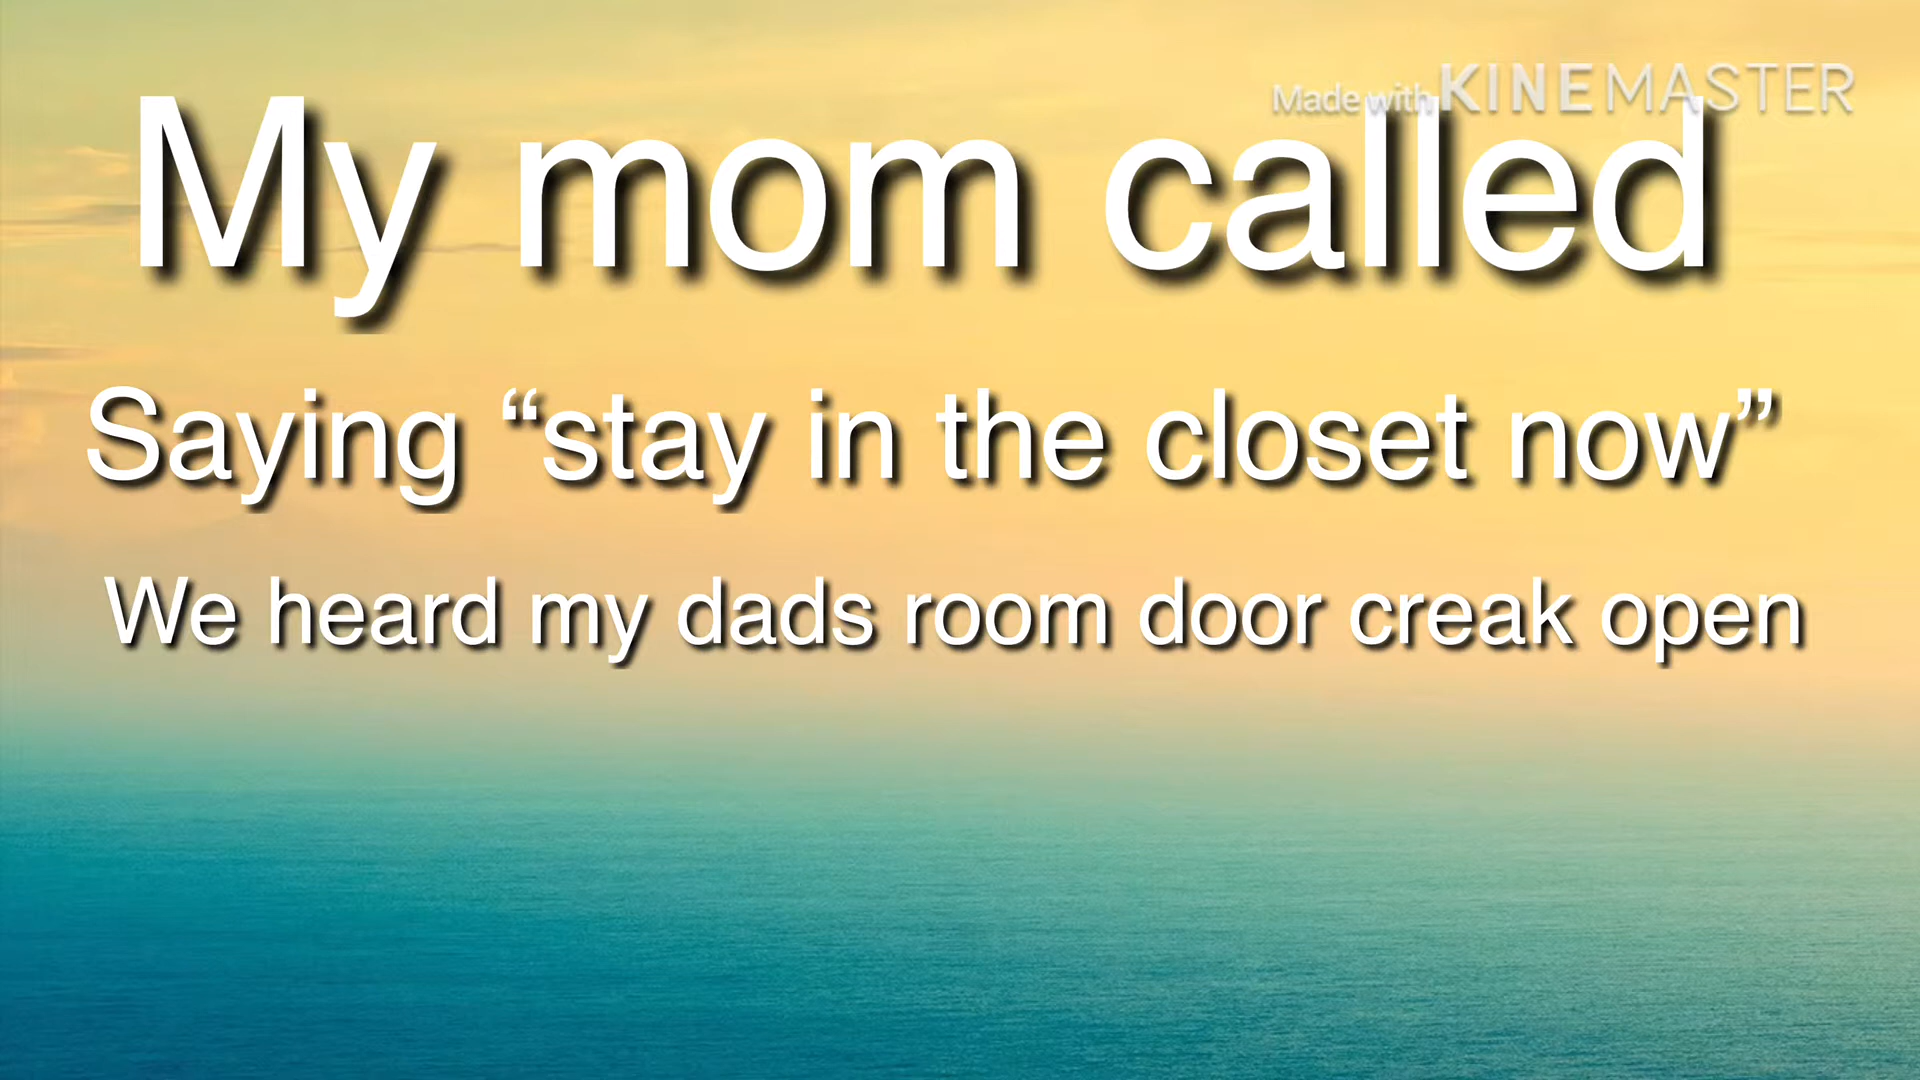 Made with KINEMASTER
My mom called
Saying “stay in the closet now”
We heard my dads room door creak open